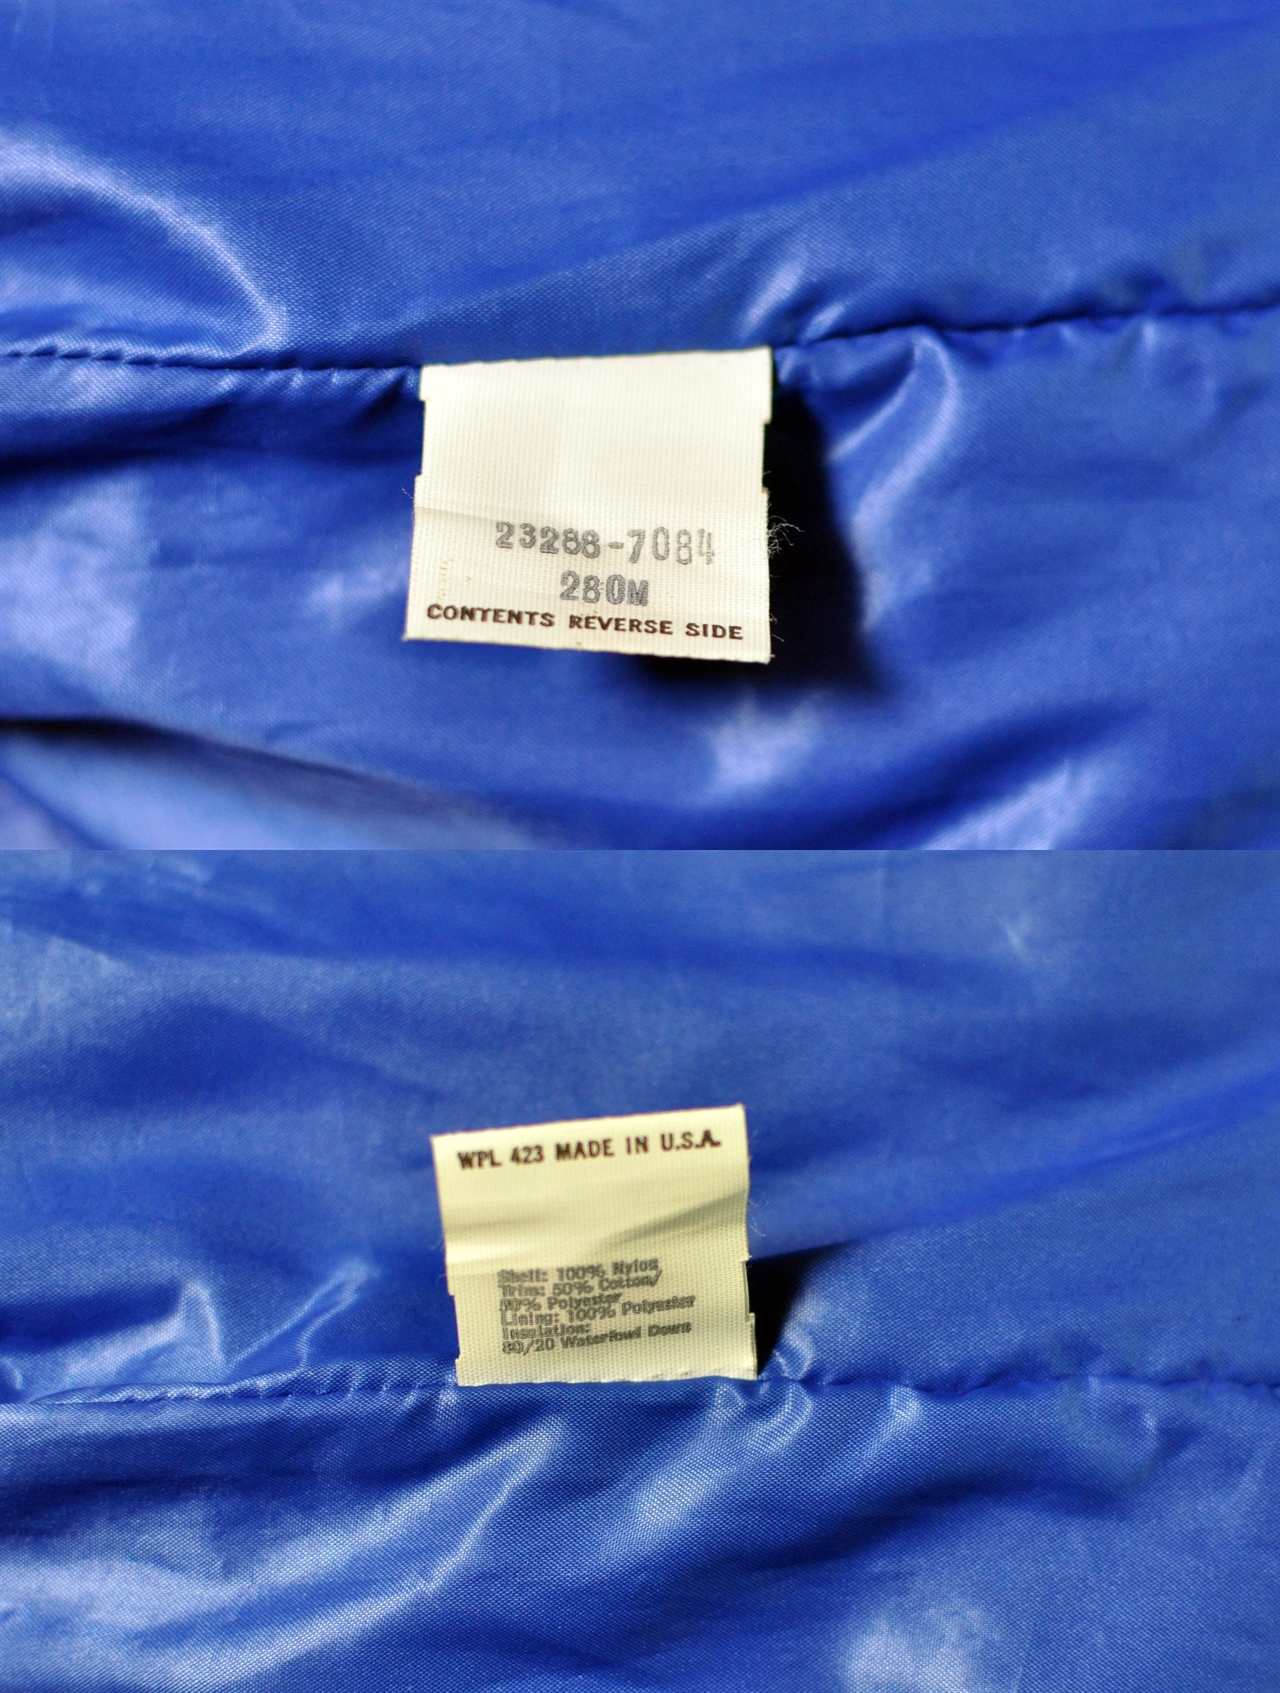 23288-7084
280M
CONTENTS REVERSE SIDE
WPL 423 MADE IN U.S.A.
Shell: 100% Nylon
Trim: 50% Cotton/
50% Polyester
Lining: 100% Polyester
Insulation:
80/20 Waterfowl Down